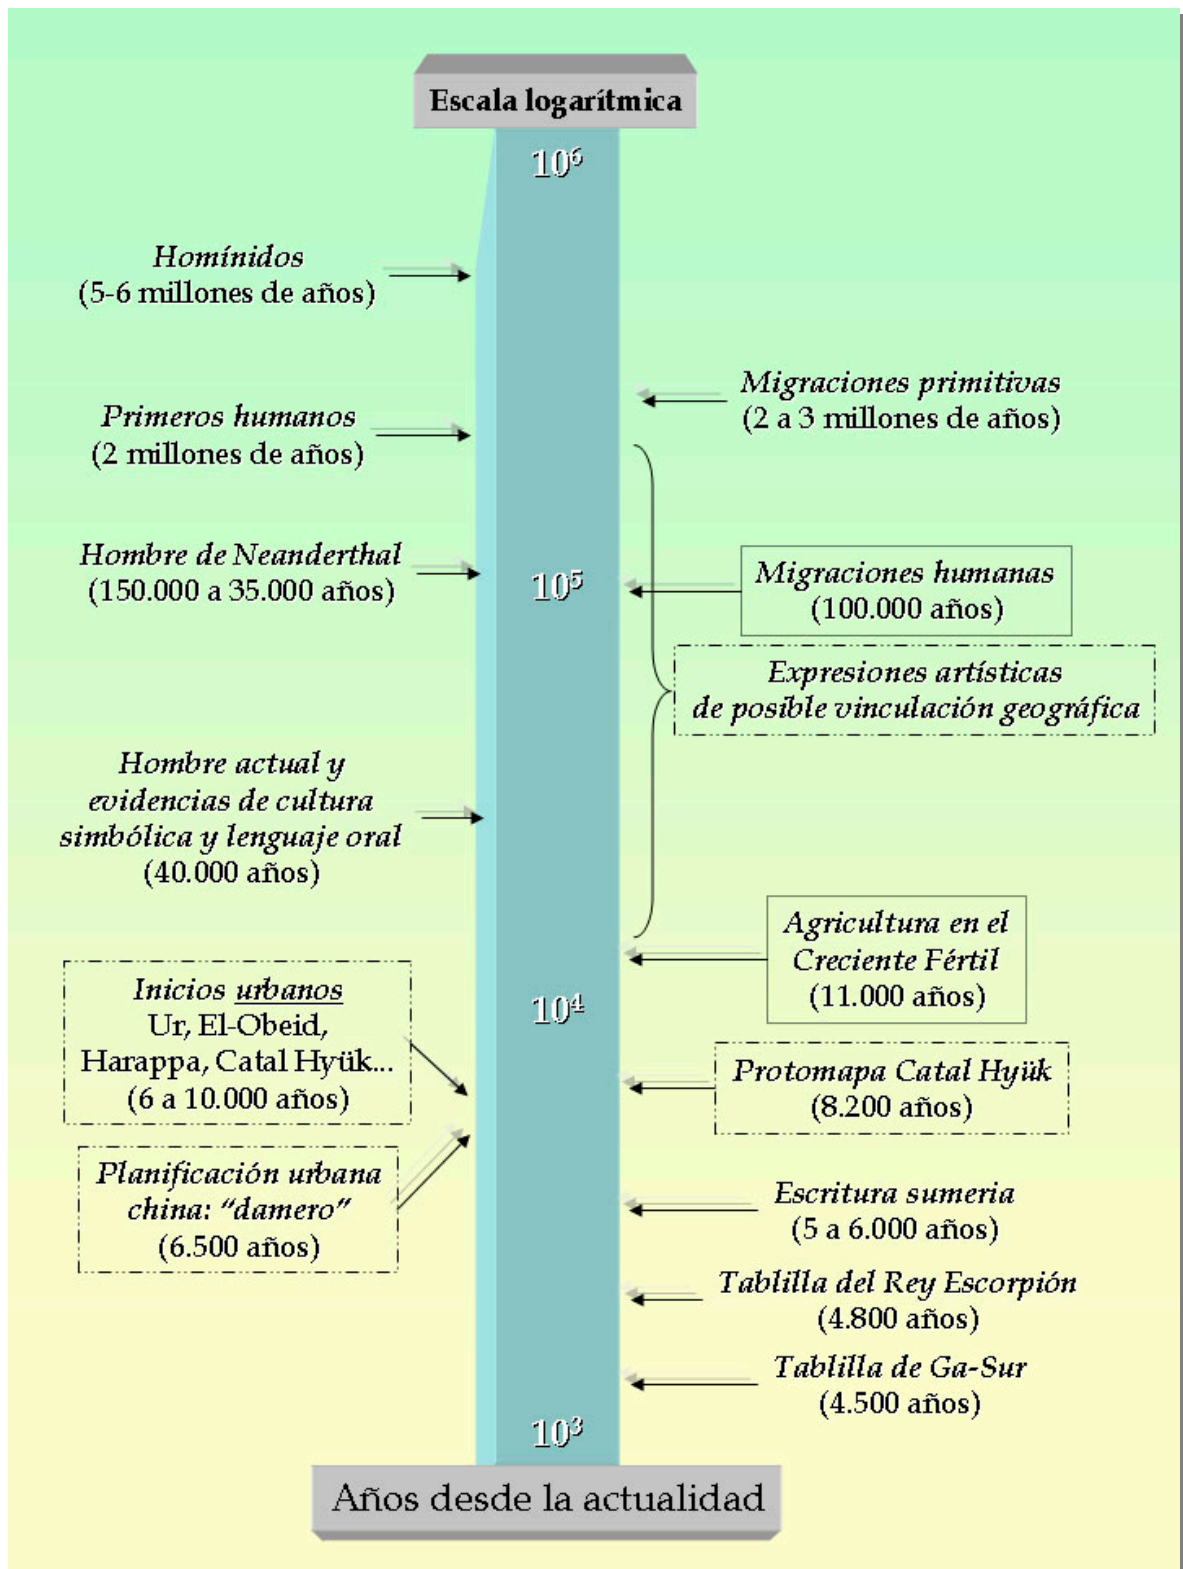 Escala logarítmica
10⁶
Homínidos
(5-6 millones de años)
Migraciones primitivas
(2 a 3 millones de años)
Primeros humanos
(2 millones de años)
Hombre de Neanderthal
(150.000 a 35.000 años)
10⁵
Migraciones humanas
(100.000 años)
Expresiones artísticas
de posible vinculación geográfica
Hombre actual y
evidencias de cultura
simbólica y lenguaje oral
(40.000 años)
Agricultura en el
Creciente Fértil
(11.000 años)
Inicios urbanos
Ur, El-Obeid,
Harappa, Catal Hyük...
(6 a 10.000 años)
10⁴
Protomapa Catal Hyük
(8.200 años)
Planificación urbana
china: “damero”
(6.500 años)
Escritura sumeria
(5 a 6.000 años)
Tablilla del Rey Escorpión
(4.800 años)
Tablilla de Ga-Sur
(4.500 años)
10³
Años desde la actualidad